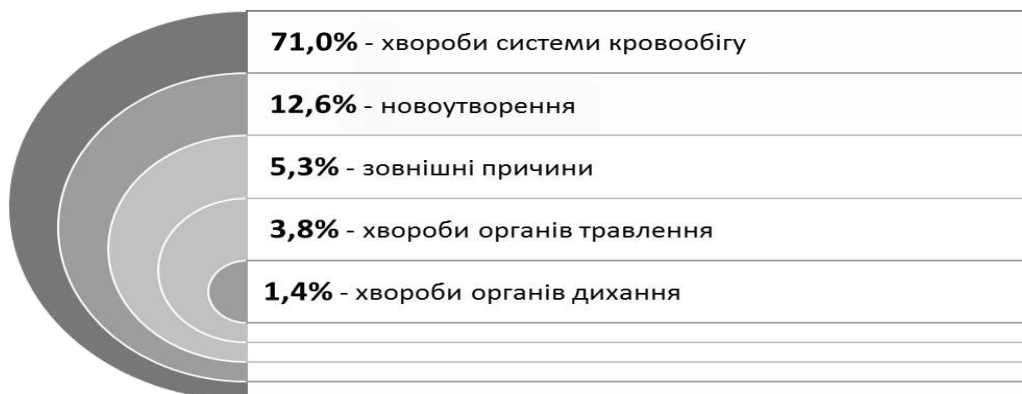 71,0% - хвороби системи кровообігу
12,6% - новоутворення
5,3% - зовнішні причини
3,8% - хвороби органів травлення
1,4% - хвороби органів дихання